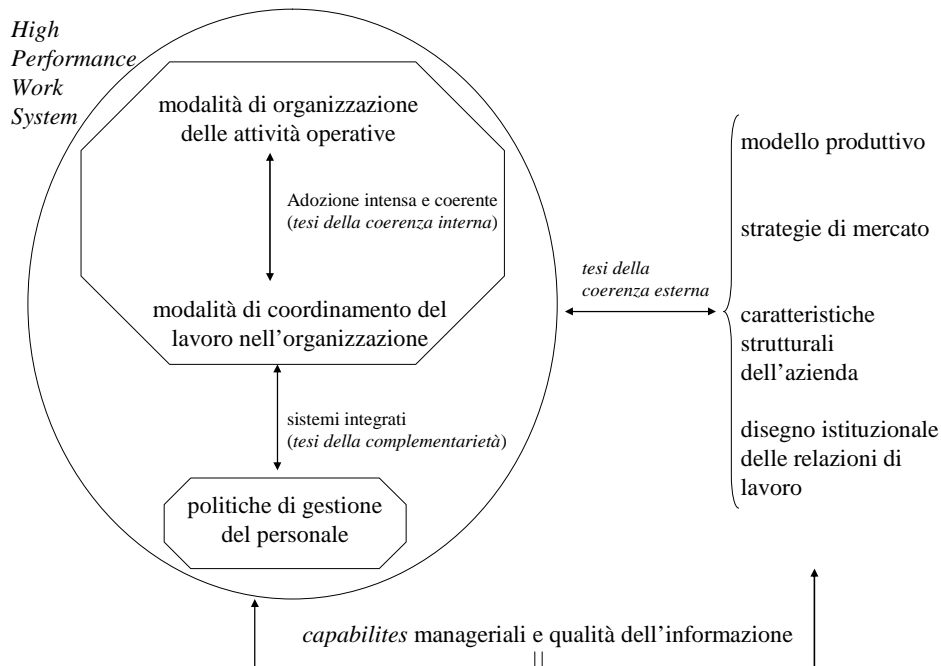 High
Performance
Work
System
modalità di organizzazione
delle attività operative
Adozione intensa e coerente
(tesi della coerenza interna)
modalità di coordinamento del
lavoro nell’organizzazione
sistemi integrati
(tesi della complementarietà)
politiche di gestione
del personale
tesi della
coerenza esterna
modello produttivo
strategie di mercato
caratteristiche
strutturali
dell’azienda
disegno istituzionale
delle relazioni di
lavoro
capabilites manageriali e qualità dell’informazione